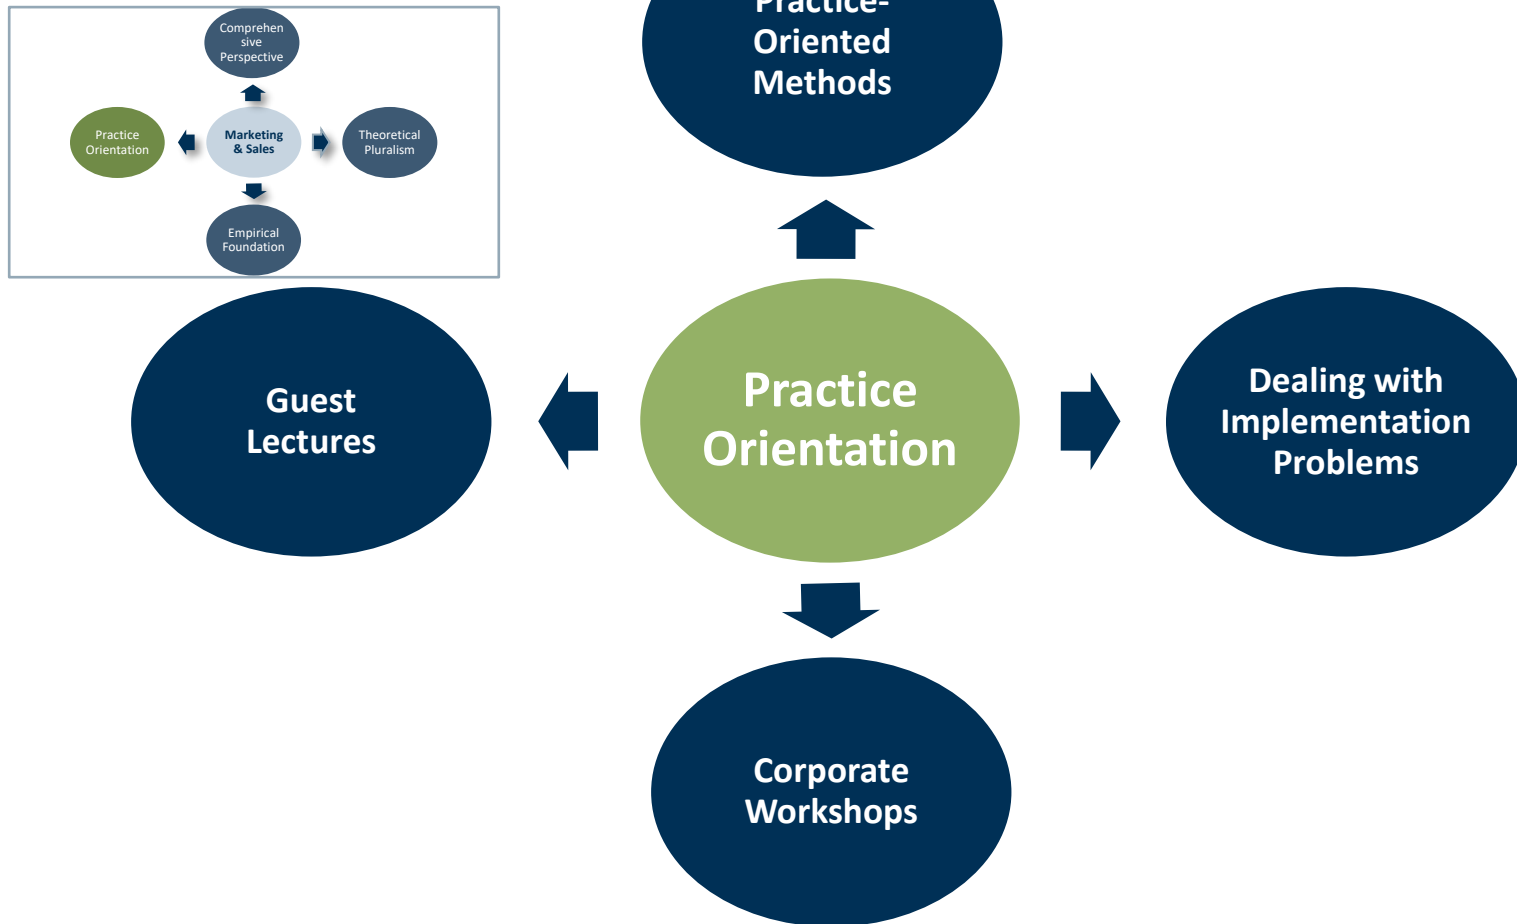 Comprehen
sive
Perspective
Practice
Orientation
Marketing
& Sales
Theoretical
Pluralism
Empirical
Foundation
Practice-
Oriented
Methods
Guest
Lectures
Practice
Orientation
Dealing with
Implementation
Problems
Corporate
Workshops